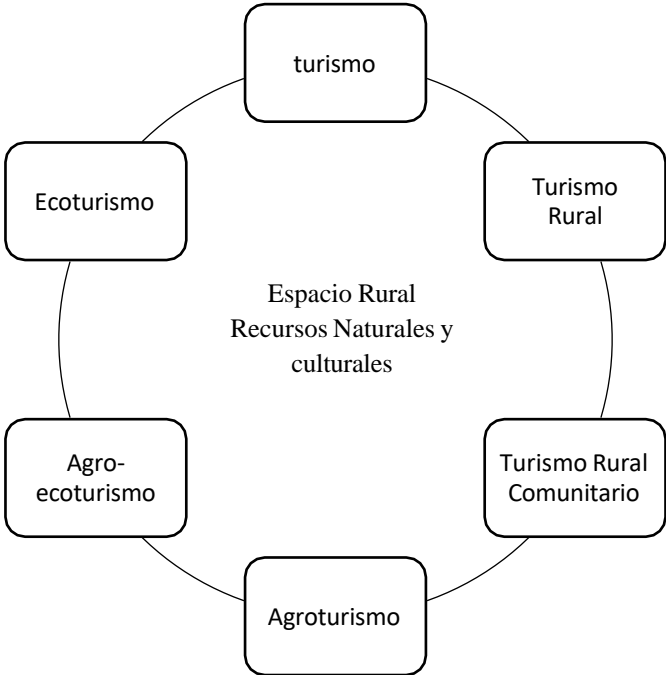 turismo
Ecoturismo
Turismo
Rural
Espacio Rural
Recursos Naturales y
culturales
Agro-
ecoturismo
Turismo Rural
Comunitario
Agroturismo